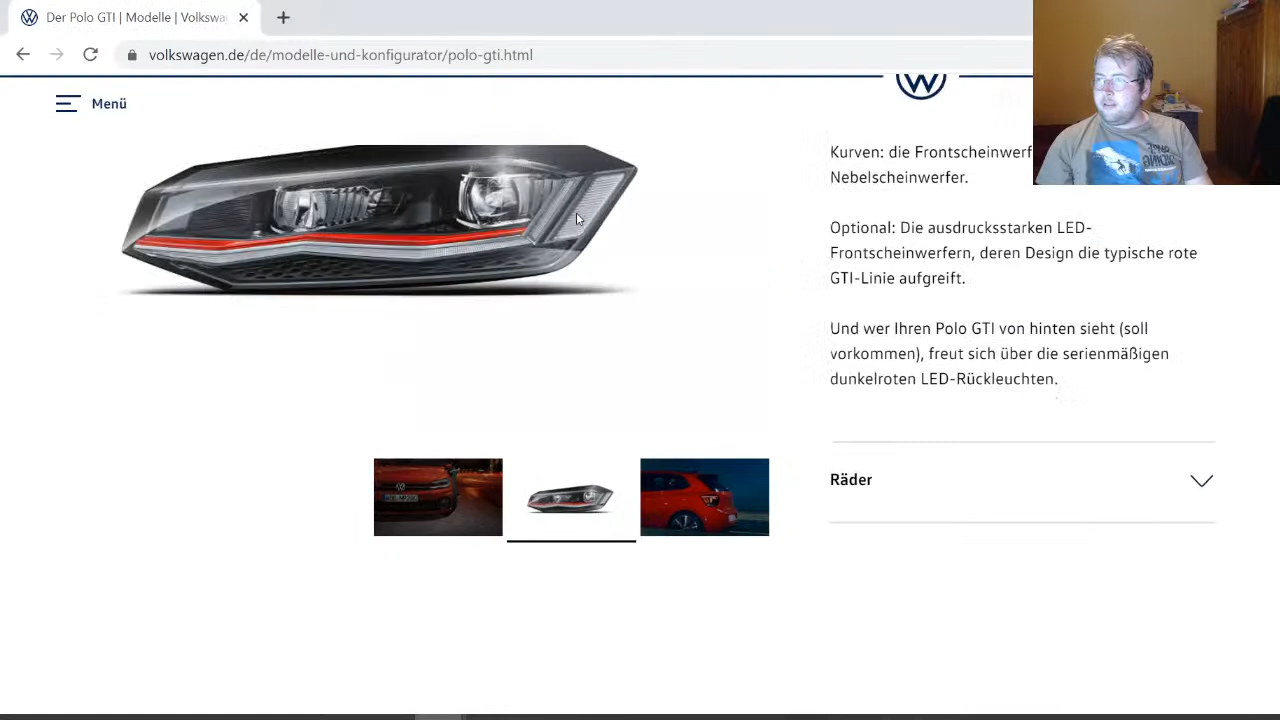 Der Polo GTI | Modelle | Volkswa
volkswagen.de/de/modelle-und-konfigurator/polo-gti.html
Menü
Kurven: die Frontscheinwerf
Nebelscheinwerfer.
Optional: Die ausdrucksstarken LED-
Frontscheinwerfern, deren Design die typische rote
GTI-Linie aufgreift.
Und wer Ihren Polo GTI von hinten sieht (soll
vorkommen), freut sich über die serienmäßigen
dunkelroten LED-Rückleuchten.
Räder